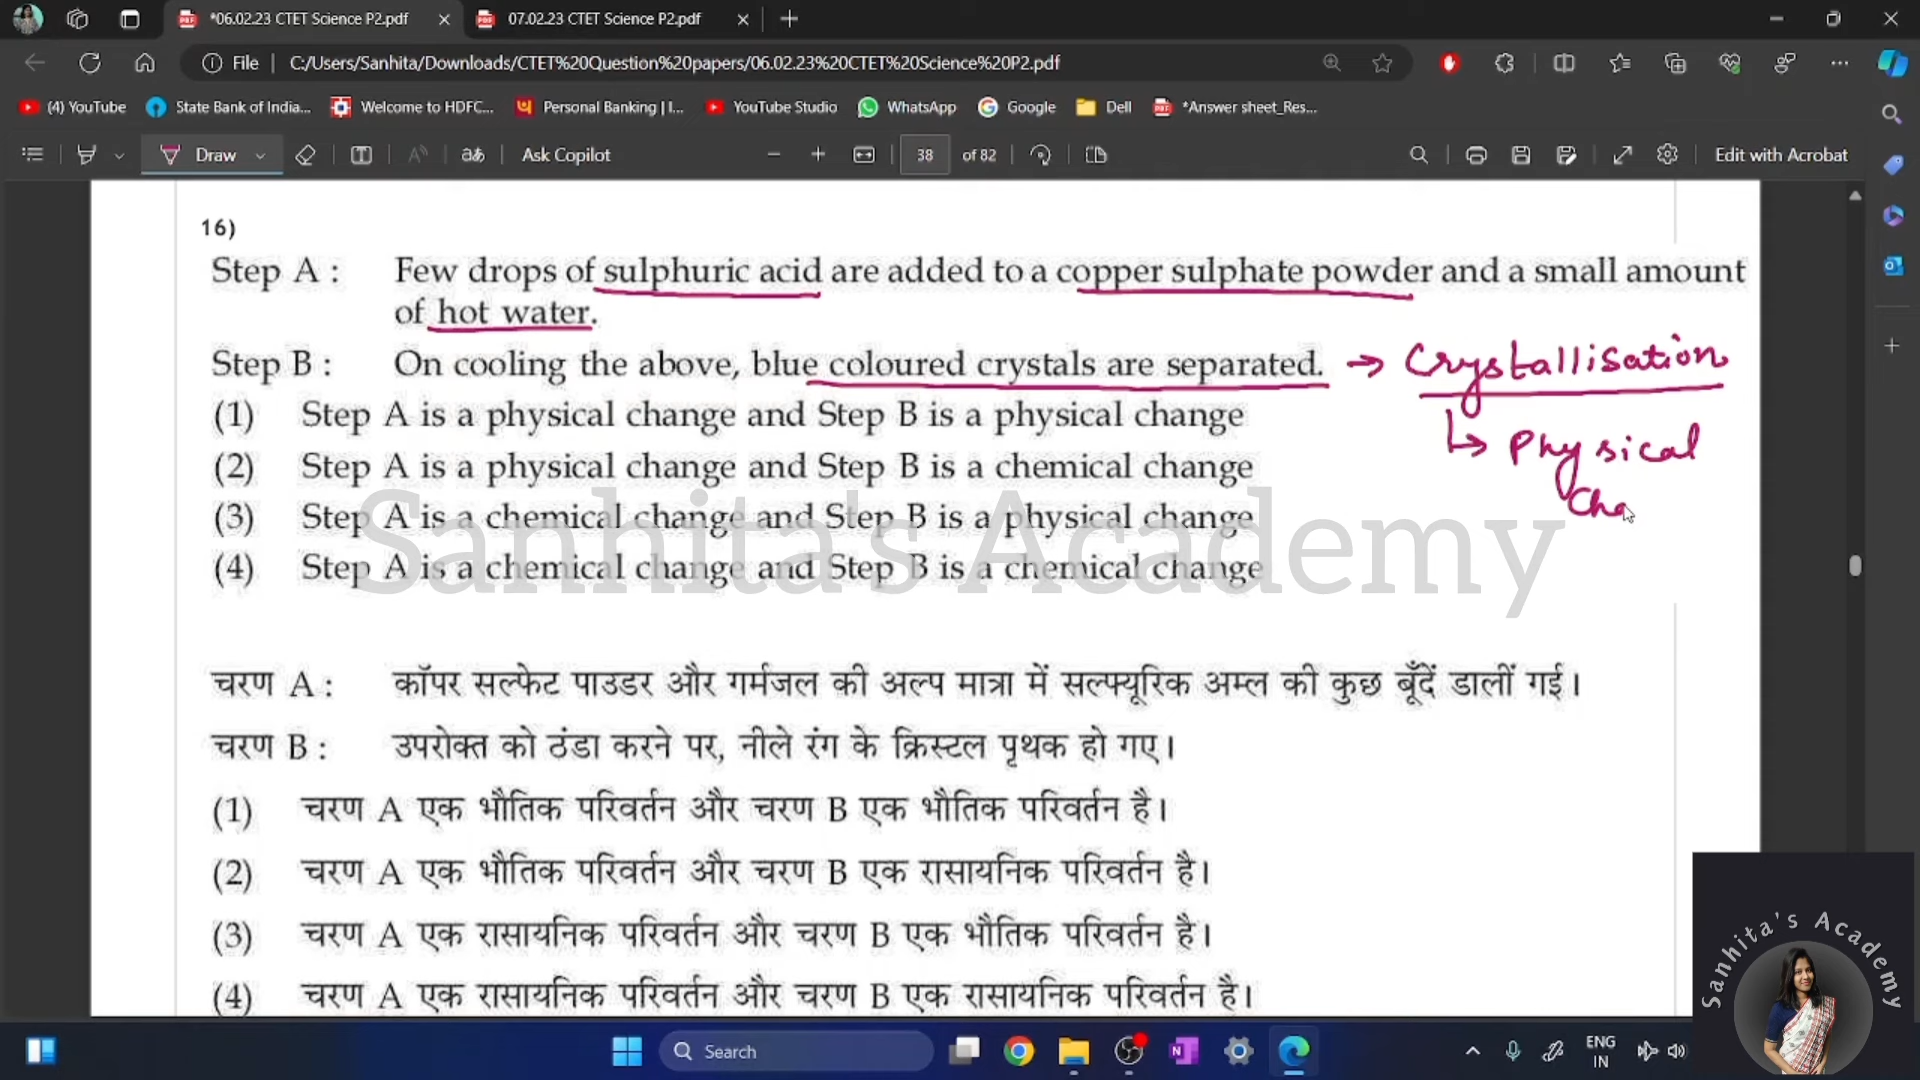 *06.02.23 CTET Science P2.pdf
07.02.23 CTET Science P2.pdf
File
C:/Users/Sanhita/Downloads/CTET%20Question%20papers/06.02.23%20CTET%20Science%20P2.pdf
(4) YouTube
State Bank of India...
Welcome to HDFC...
Personal Banking | I...
YouTube Studio
WhatsApp
Google
Dell
*Answer sheet_Res...
Draw
Ask Copilot
38
of 82
Edit with Acrobat
16)
Step A : Few drops of sulphuric acid are added to a copper sulphate powder and a small amount
of hot water.
Step B : On cooling the above, blue coloured crystals are separated. → Crystallisation
(1) Step A is a physical change and Step B is a physical change
↳ Physical
(2) Step A is a physical change and Step B is a chemical change
Cha
(3) Step A is a chemical change and Step B is a physical change
(4) Step A is a chemical change and Step B is a chemical change
Sanhita's Academy
चरण A : कॉपर सल्फेट पाउडर और गर्मजल की अल्प मात्रा में सल्फ्यूरिक अम्ल की कुछ बूँदें डालीं गई।
चरण B : उपरोक्त को ठंडा करने पर, नीले रंग के क्रिस्टल पृथक हो गए।
(1) चरण A एक भौतिक परिवर्तन और चरण B एक भौतिक परिवर्तन है।
(2) चरण A एक भौतिक परिवर्तन और चरण B एक रासायनिक परिवर्तन है।
(3) चरण A एक रासायनिक परिवर्तन और चरण B एक भौतिक परिवर्तन है।
(4) चरण A एक रासायनिक परिवर्तन और चरण B एक रासायनिक परिवर्तन है।
Sanhita's Academy
Search
ENG
IN